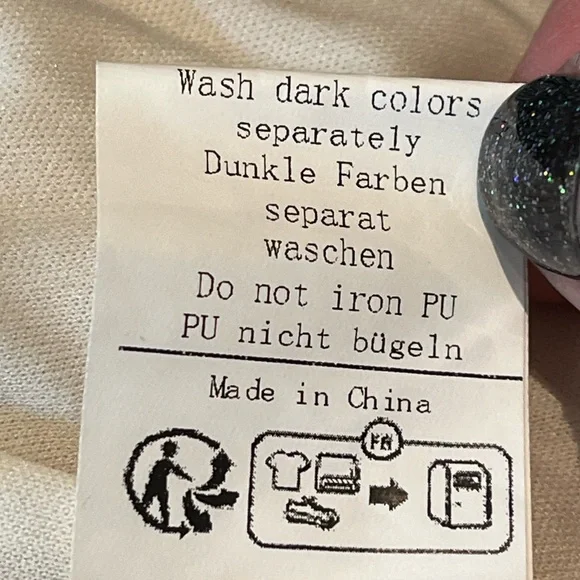 Wash dark colors
separately
Dunkle Farben
separat
waschen
Do not iron PU
PU nicht bügeln
Made in China
FR